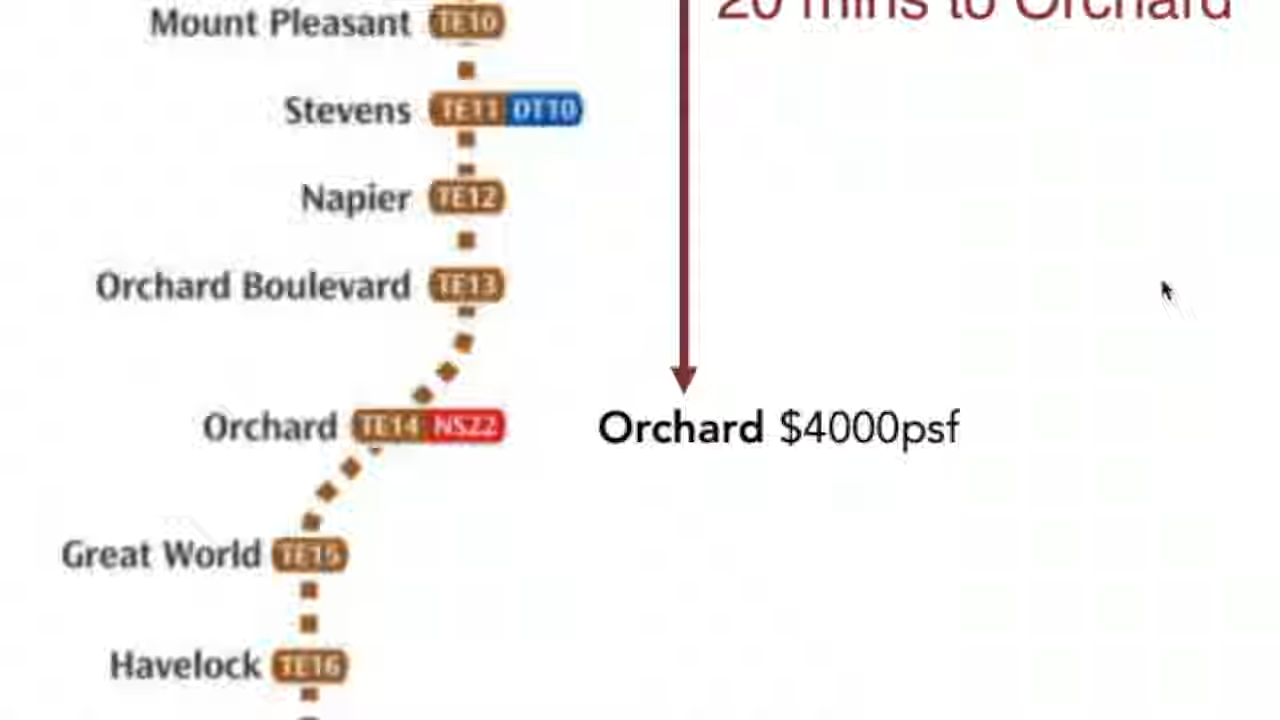 20 mins to Orchard
Mount Pleasant TE10
Stevens TE11 DT10
Napier TE12
Orchard Boulevard TE13
Orchard TE14 NS22
Orchard $4000psf
Great World TE15
Havelock TE16